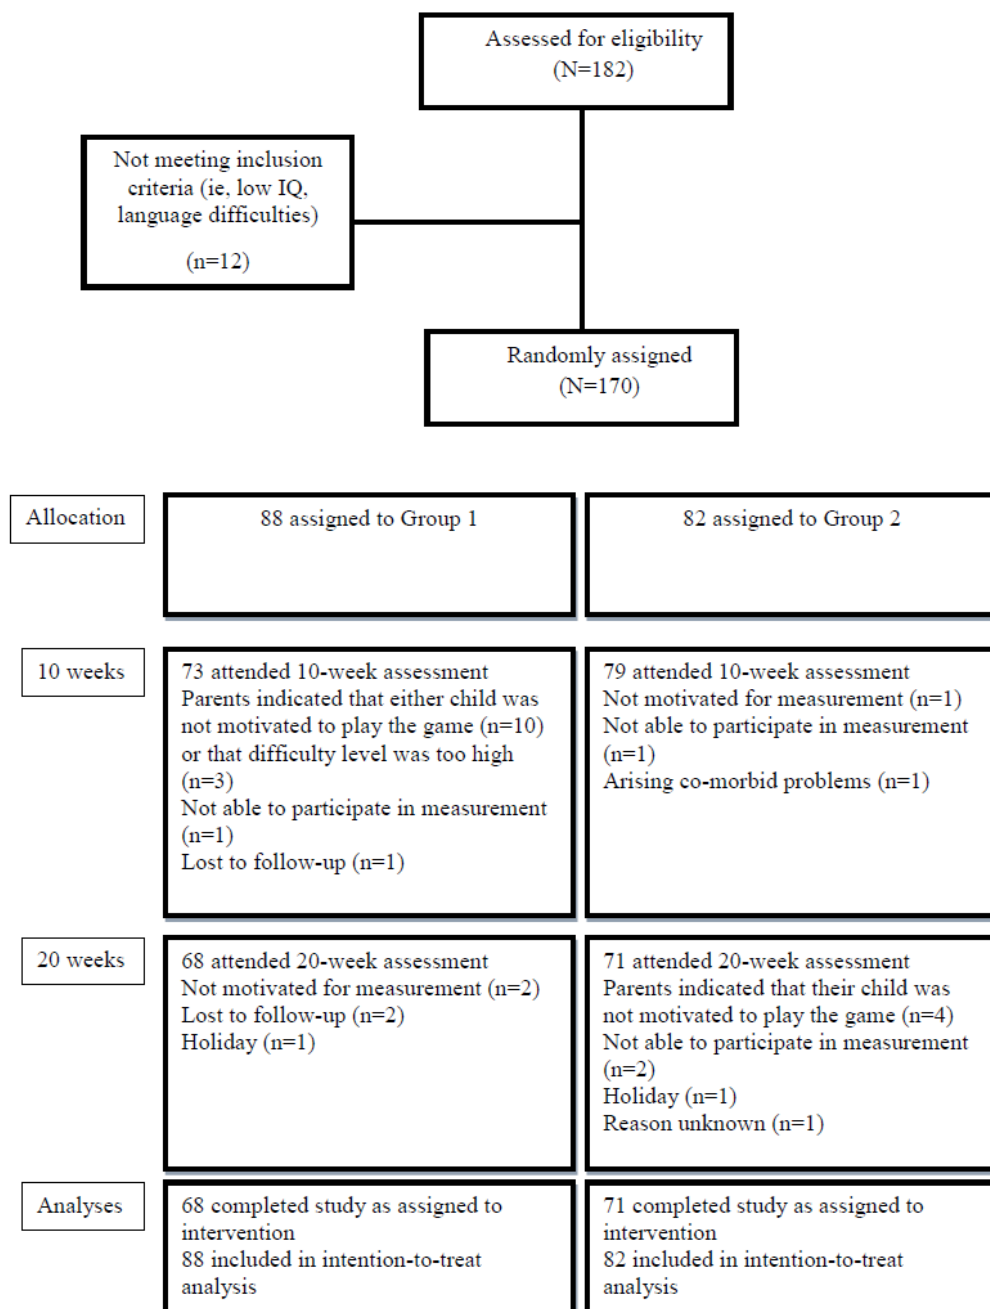 Assessed for eligibility
(N=182)
Not meeting inclusion
criteria (ie, low IQ,
language difficulties)
(n=12)
Randomly assigned
(N=170)
Allocation
88 assigned to Group 1
82 assigned to Group 2
10 weeks
73 attended 10-week assessment
Parents indicated that either child was
not motivated to play the game (n=10)
or that difficulty level was too high
(n=3)
Not able to participate in measurement
(n=1)
Lost to follow-up (n=1)
79 attended 10-week assessment
Not motivated for measurement (n=1)
Not able to participate in measurement
(n=1)
Arising co-morbid problems (n=1)
20 weeks
68 attended 20-week assessment
Not motivated for measurement (n=2)
Lost to follow-up (n=2)
Holiday (n=1)
71 attended 20-week assessment
Parents indicated that their child was
not motivated to play the game (n=4)
Not able to participate in measurement
(n=2)
Holiday (n=1)
Reason unknown (n=1)
Analyses
68 completed study as assigned to
intervention
88 included in intention-to-treat
analysis
71 completed study as assigned to
intervention
82 included in intention-to-treat
analysis